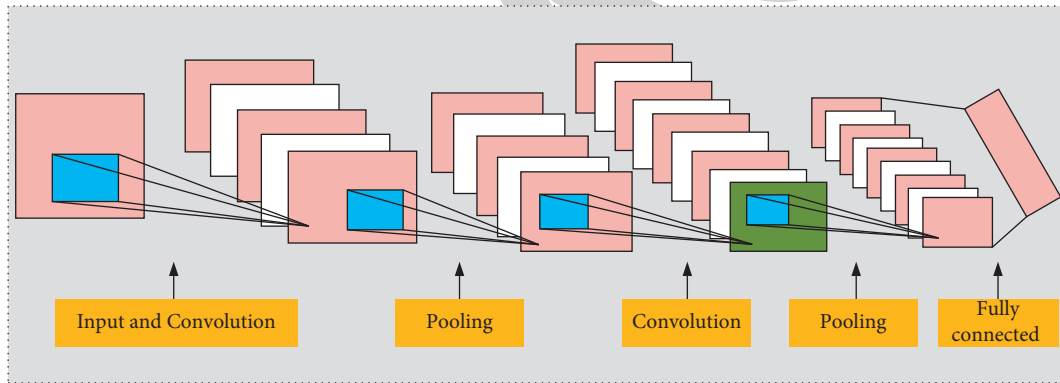 Input and Convolution
Pooling
Convolution
Pooling
Fully
connected